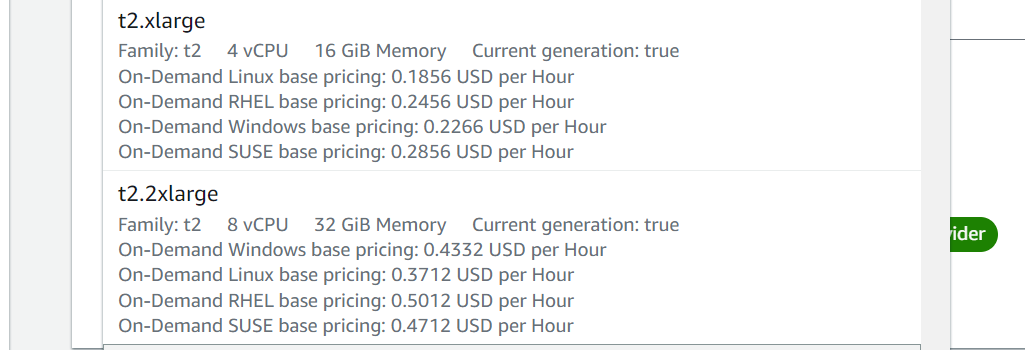 t2.xlarge
Family: t2 4 vCPU 16 GiB Memory Current generation: true
On-Demand Linux base pricing: 0.1856 USD per Hour
On-Demand RHEL base pricing: 0.2456 USD per Hour
On-Demand Windows base pricing: 0.2266 USD per Hour
On-Demand SUSE base pricing: 0.2856 USD per Hour
t2.2xlarge
Family: t2 8 vCPU 32 GiB Memory Current generation: true
On-Demand Windows base pricing: 0.4332 USD per Hour
vider
On-Demand Linux base pricing: 0.3712 USD per Hour
On-Demand RHEL base pricing: 0.5012 USD per Hour
On-Demand SUSE base pricing: 0.4712 USD per Hour